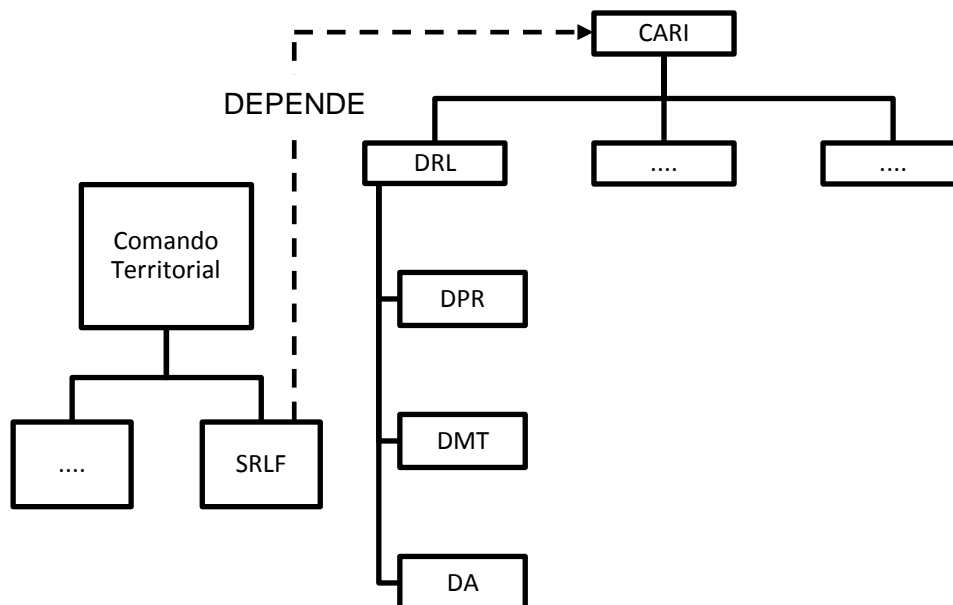 CARI
DEPENDE
DRL
....
....
Comando
Territorial
DPR
....
SRLF
DMT
DA